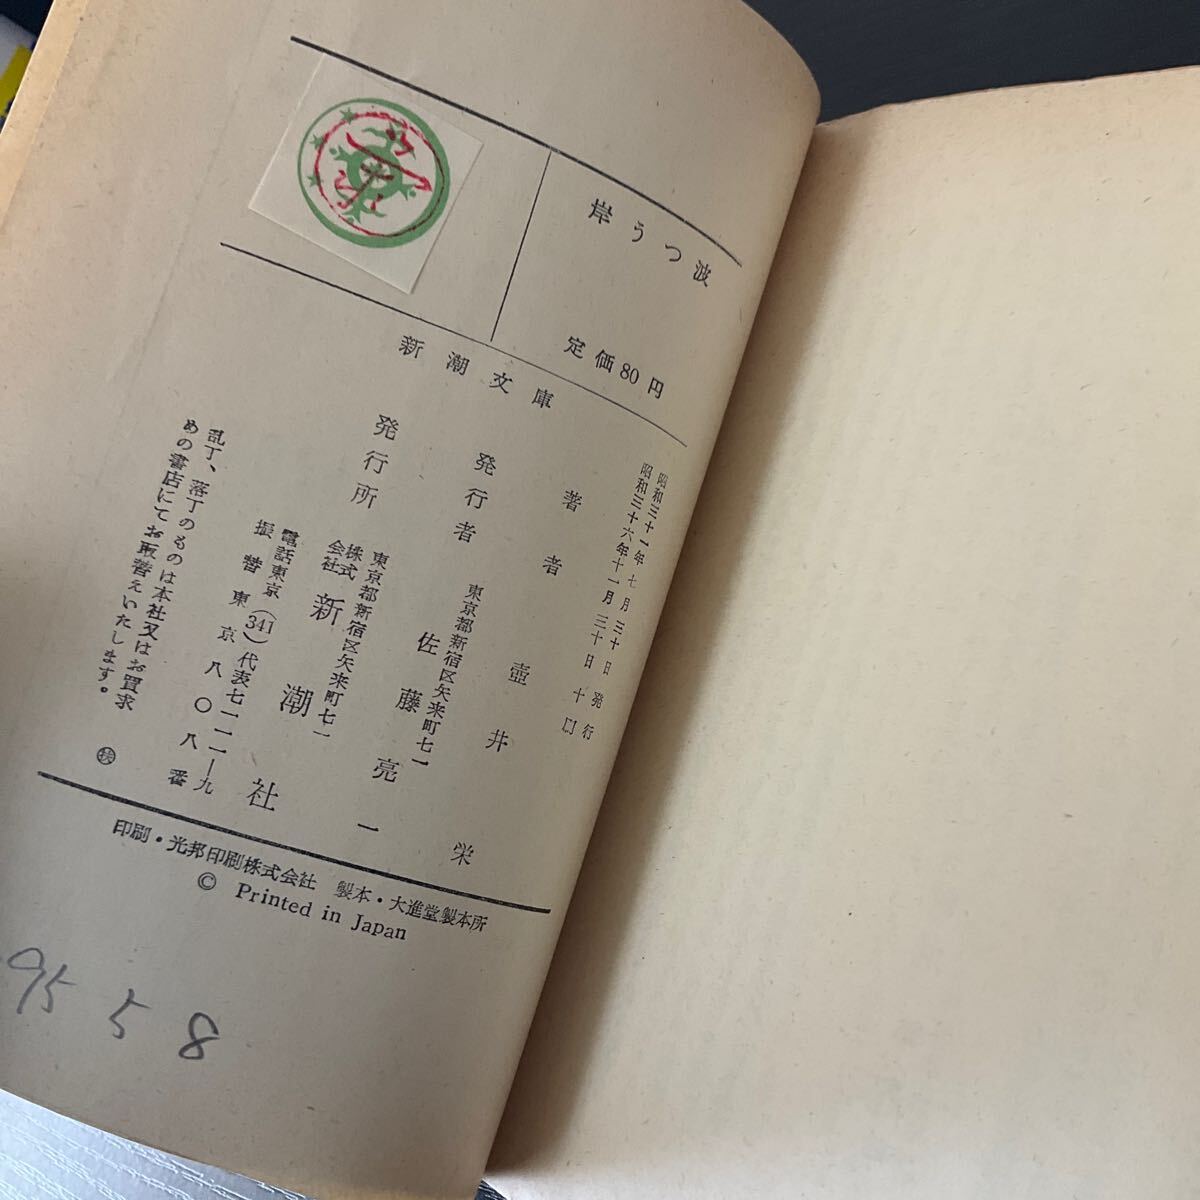 岸うつ波
定価80円
新潮文庫
昭和三十一年七月三十日発行
昭和三十六年十一月三十日十
著者 壺井栄
東京都新宿区矢来町七一
発行者 佐藤亮一
東京都新宿区矢来町七一
発行所 株式会社 新潮社
電話東京(341)代表七一一一—九
振替東京八〇八番
乱丁、落丁のものは本社又はお買求
めの書店にてお取替えいたします。
印刷・光邦印刷株式会社 製本・大進堂製本所
© Printed in Japan
95 5 8